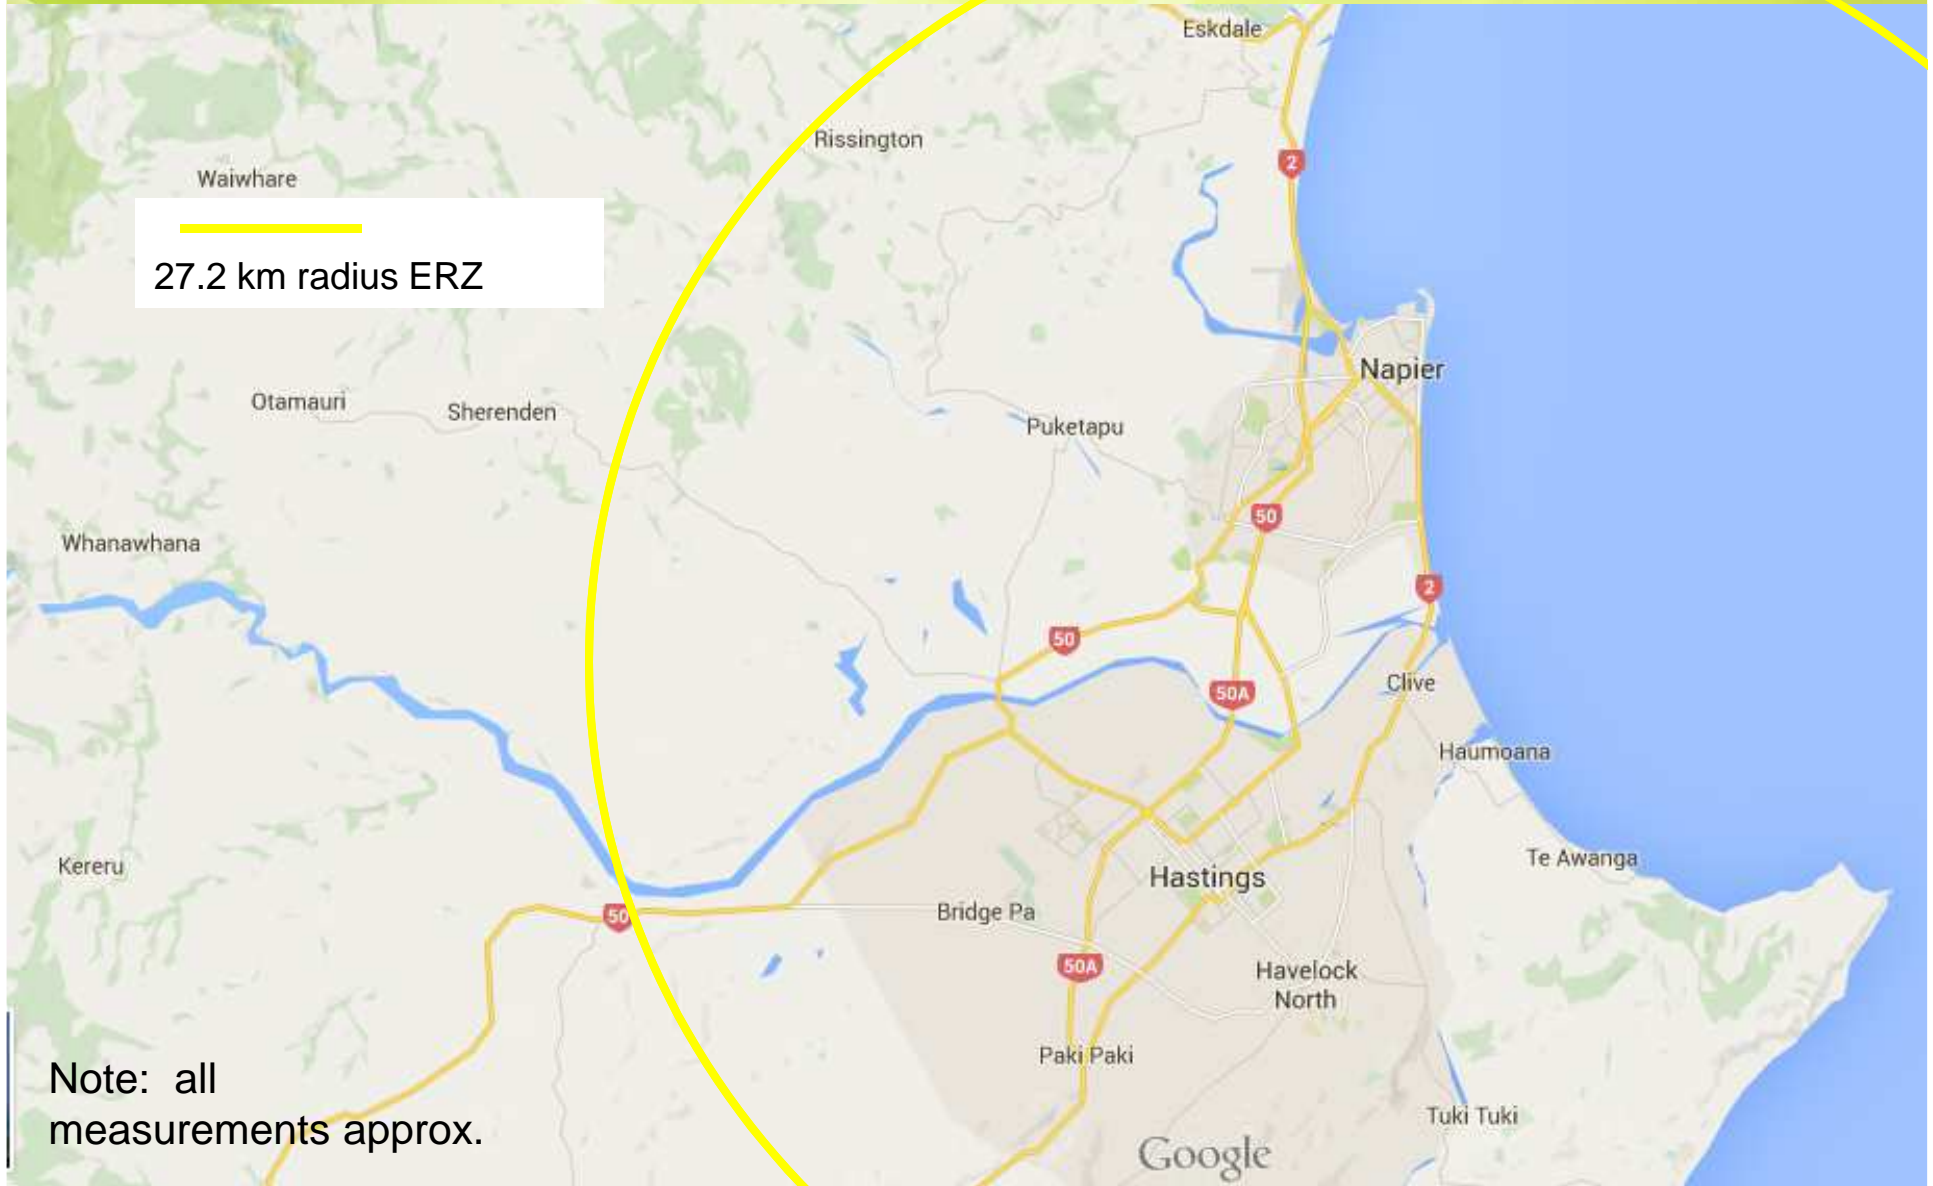 Eskdale
Rissington
2
Waiwhare
27.2 km radius ERZ
Napier
Otamauri
Sherenden
Puketapu
50
Whanawhana
2
50
Clive
50A
Haumoana
Te Awanga
Kereru
Hastings
Bridge Pa
50
50A
Havelock
North
Paki Paki
Note: all
measurements approx.
Tuki Tuki
Google